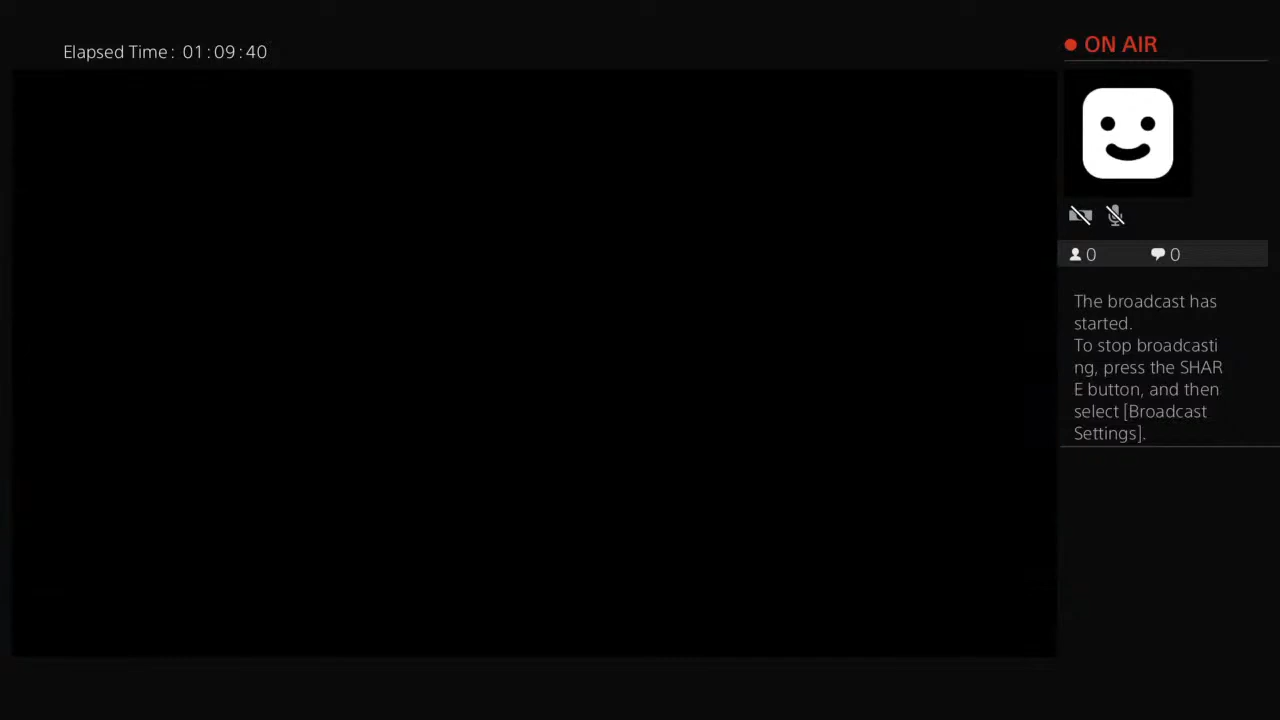 Elapsed Time: 01:09:40
ON AIR
0 0
The broadcast has
started.
To stop broadcasti
ng, press the SHAR
E button, and then
select [Broadcast
Settings].